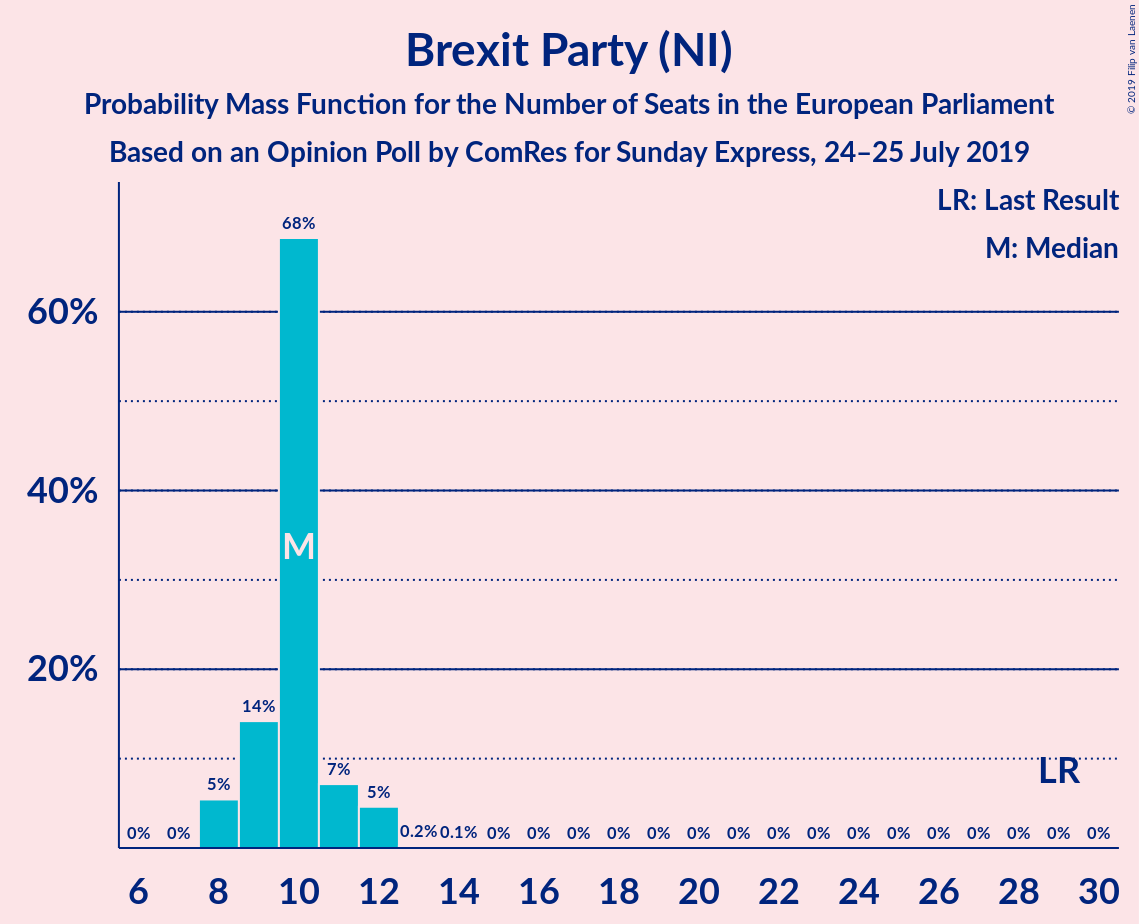 Brexit Party (NI)
Probability Mass Function for the Number of Seats in the European Parliament
Based on an Opinion Poll by ComRes for Sunday Express, 24–25 July 2019
© 2019 Filip van Laenen
LR: Last Result
M: Median
68%
60%
40%
M
20%
14%
LR
7%
5%
5%
0% 0% 0.2% 0.1% 0% 0% 0% 0% 0% 0% 0% 0% 0% 0% 0% 0% 0% 0% 0% 0%
6 8 10 12 14 16 18 20 22 24 26 28 30